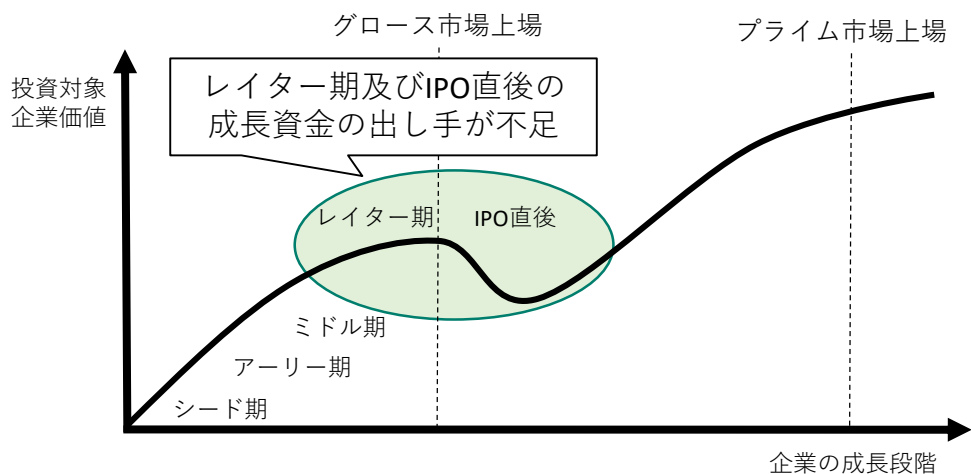 グロース市場上場
プライム市場上場
投資対象
企業価値
レイター期及びIPO直後の
成長資金の出し手が不足
レイター期
IPO直後
ミドル期
アーリー期
シード期
企業の成長段階